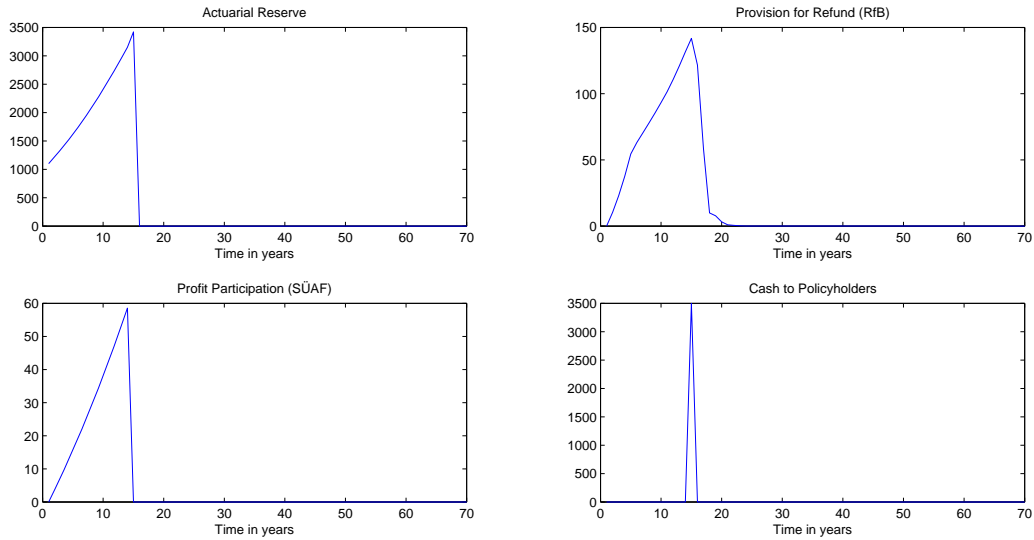 Actuarial Reserve
3500
3000
2500
2000
1500
1000
500
0
0 10 20 30 40 50 60 70
Time in years
Provision for Refund (RfB)
150
100
50
0
0 10 20 30 40 50 60 70
Time in years
Profit Participation (SÜAF)
60
50
40
30
20
10
0
0 10 20 30 40 50 60 70
Time in years
Cash to Policyholders
3500
3000
2500
2000
1500
1000
500
0
0 10 20 30 40 50 60 70
Time in years